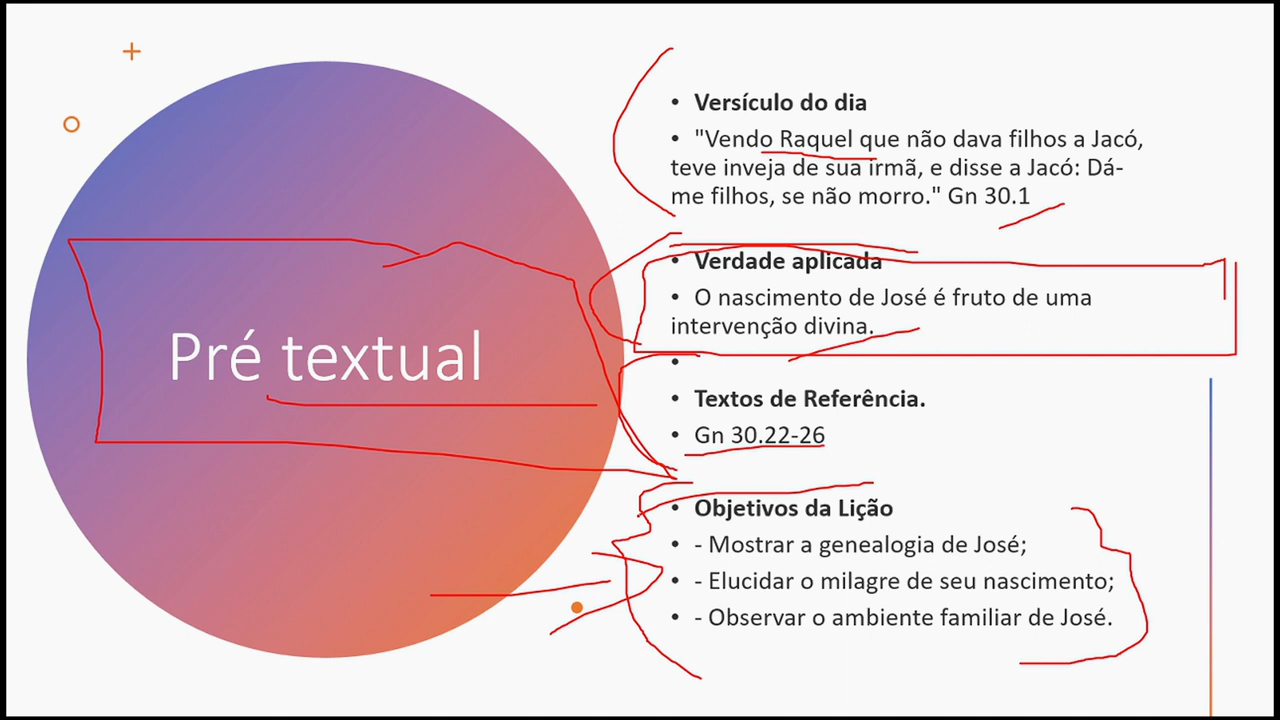 Pré textual
• Versículo do dia
• "Vendo Raquel que não dava filhos a Jacó,
teve inveja de sua irmã, e disse a Jacó: Dá-
me filhos, se não morro." Gn 30.1
• Verdade aplicada
• O nascimento de José é fruto de uma
intervenção divina.
•
• Textos de Referência.
• Gn 30.22-26
• Objetivos da Lição
• - Mostrar a genealogia de José;
• - Elucidar o milagre de seu nascimento;
• - Observar o ambiente familiar de José.